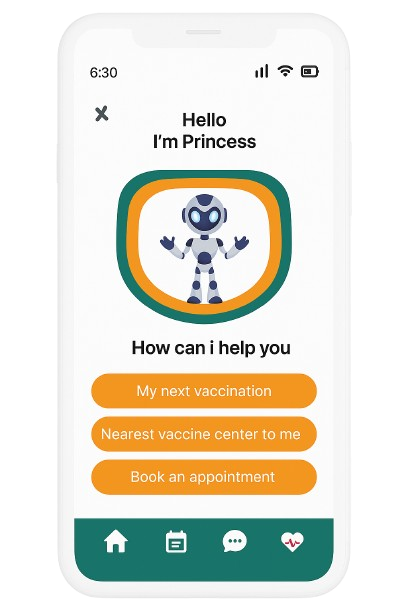 6:30
Hello
I'm Princess
How can i help you
My next vaccination
Nearest vaccine center to me
Book an appointment